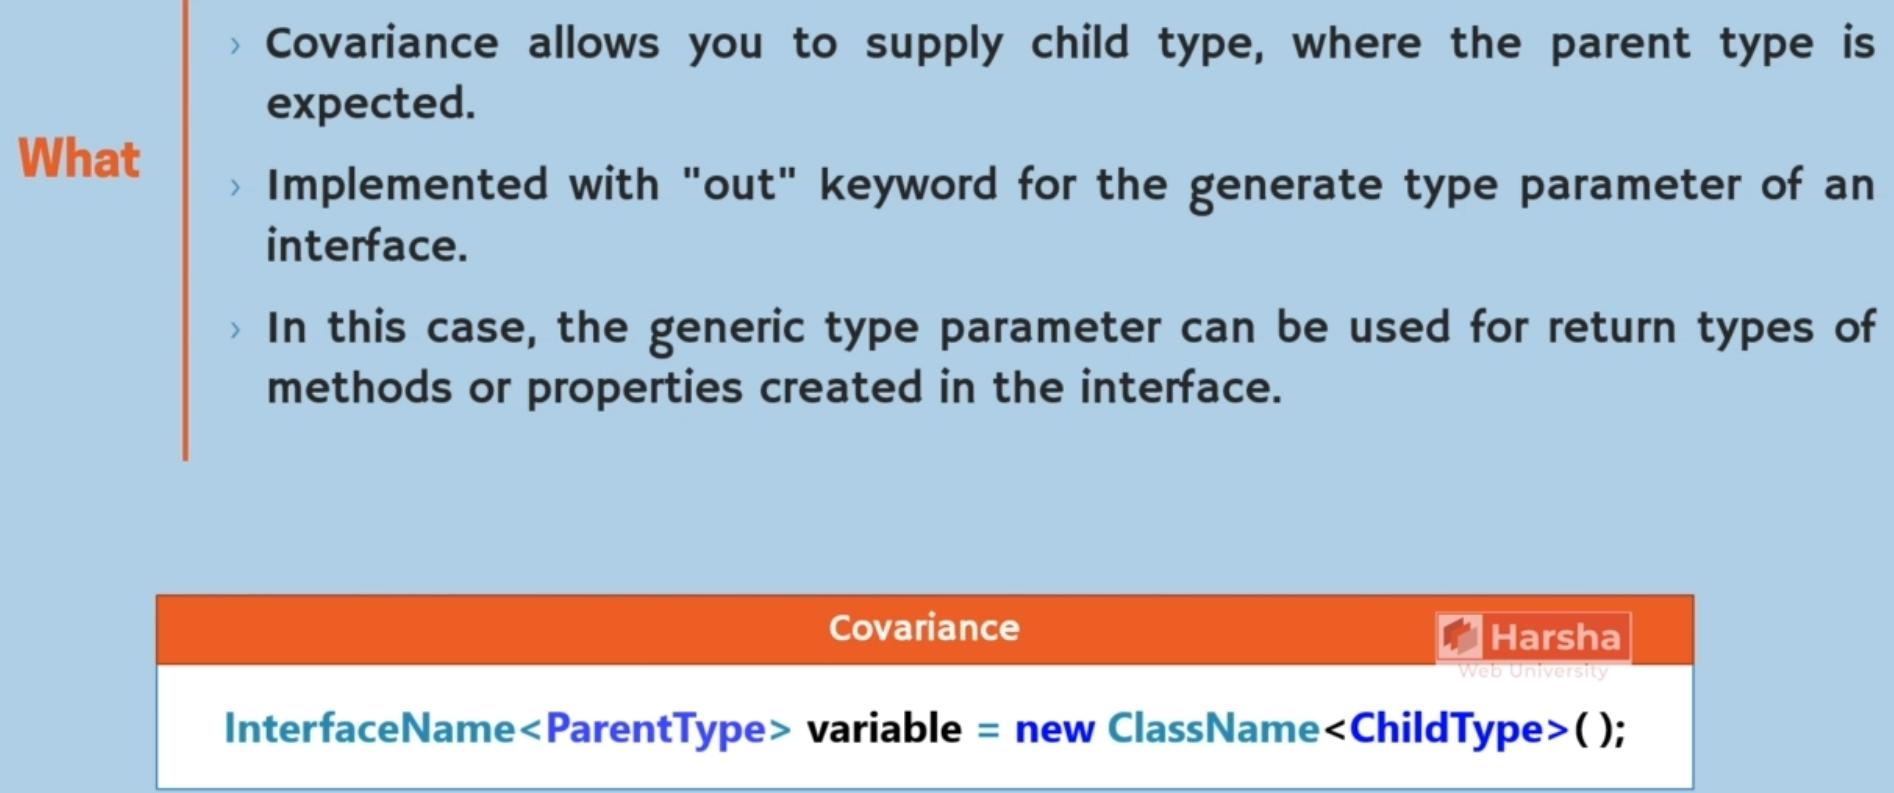 What
› Covariance allows you to supply child type, where the parent type is
expected.
› Implemented with "out" keyword for the generate type parameter of an
interface.
› In this case, the generic type parameter can be used for return types of
methods or properties created in the interface.
Covariance
Harsha
Web University
InterfaceName<ParentType> variable = new ClassName<ChildType>( );